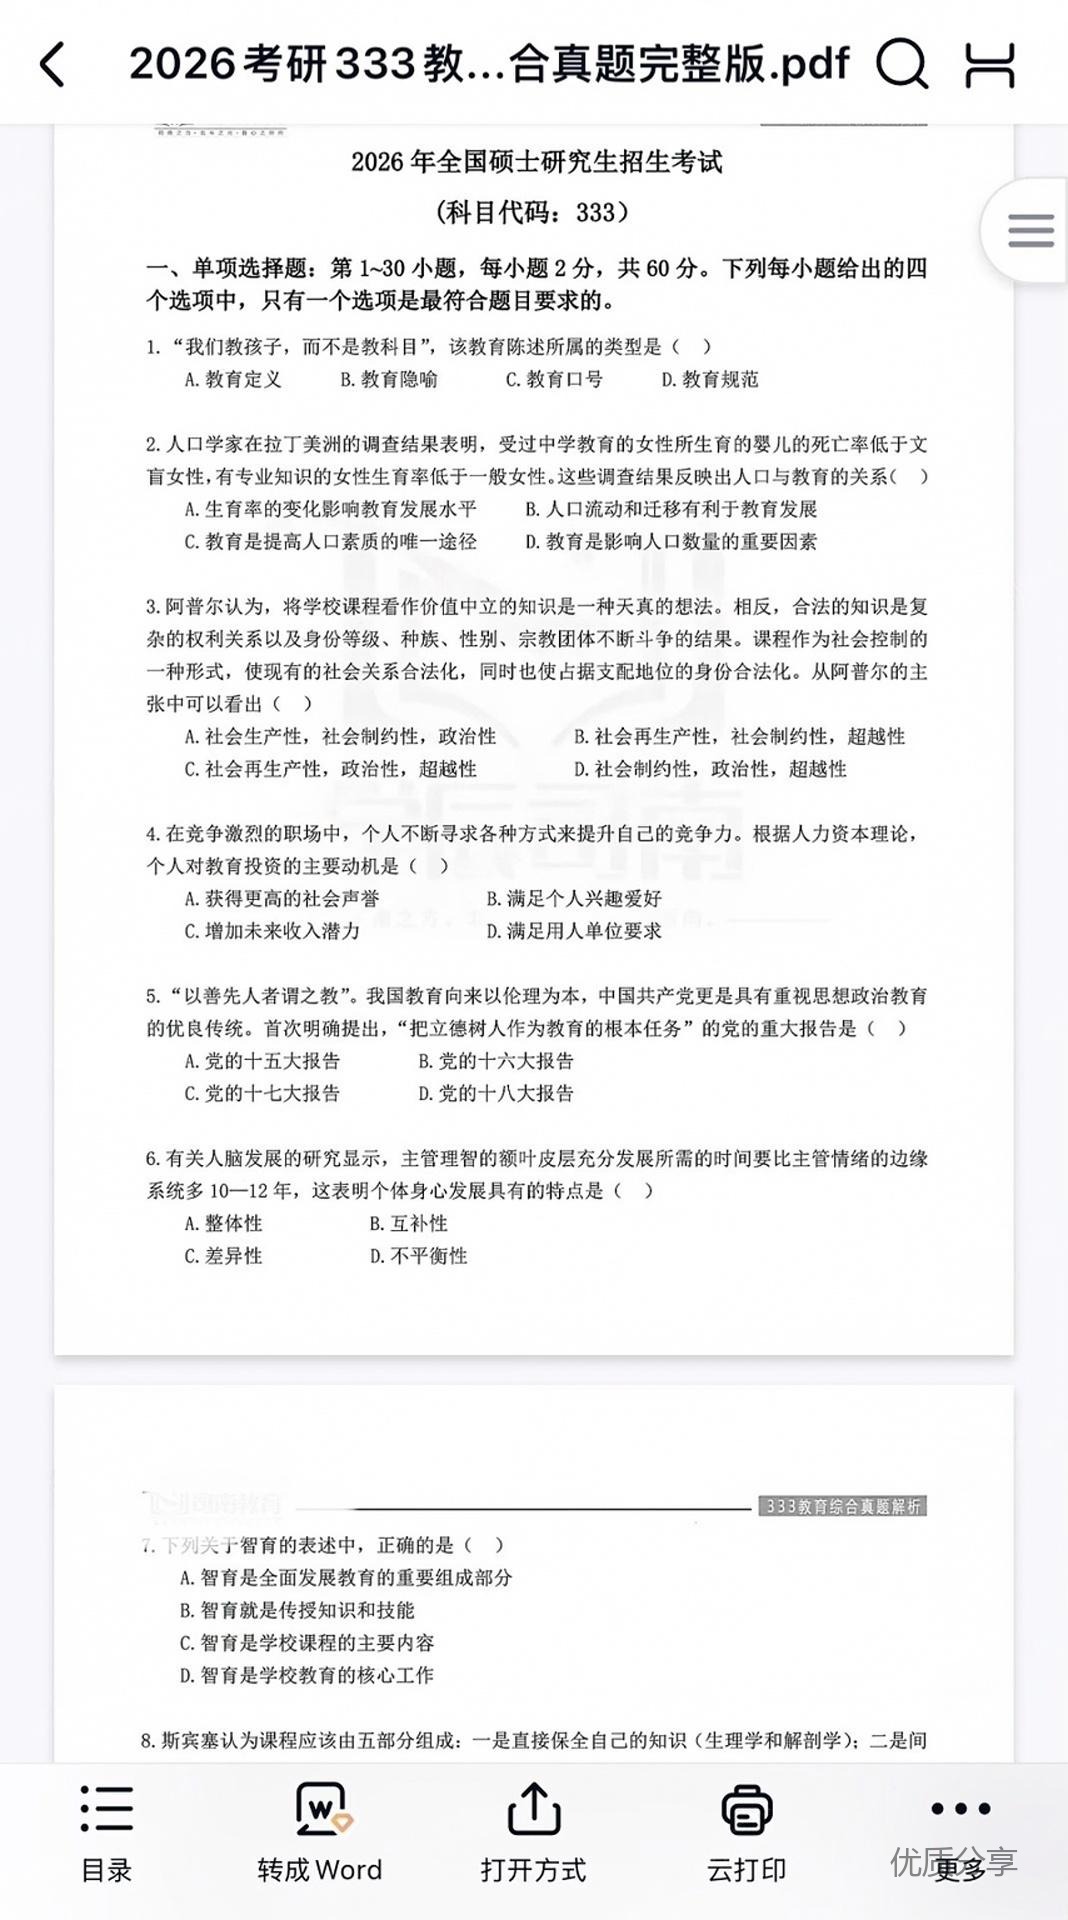 2026考研333教...合真题完整版.pdf
2026 年全国硕士研究生招生考试
(科目代码：333）
一、单项选择题：第 1~30 小题，每小题 2 分，共 60 分。下列每小题给出的四
个选项中，只有一个选项是最符合题目要求的。
1. “我们教孩子，而不是教科目”，该教育陈述所属的类型是（ ）
A. 教育定义 B. 教育隐喻 C. 教育口号 D. 教育规范
2. 人口学家在拉丁美洲的调查结果表明，受过中学教育的女性所生育的婴儿的死亡率低于文
盲女性，有专业知识的女性生育率低于一般女性。这些调查结果反映出人口与教育的关系（ ）
A. 生育率的变化影响教育发展水平 B. 人口流动和迁移有利于教育发展
C. 教育是提高人口素质的唯一途径 D. 教育是影响人口数量的重要因素
3. 阿普尔认为，将学校课程看作价值中立的知识是一种天真的想法。相反，合法的知识是复
杂的权利关系以及身份等级、种族、性别、宗教团体不断斗争的结果。课程作为社会控制的
一种形式，使现有的社会关系合法化，同时也使占据支配地位的身份合法化。从阿普尔的主
张中可以看出（ ）
A. 社会生产性，社会制约性，政治性 B. 社会再生产性，社会制约性，超越性
C. 社会再生产性，政治性，超越性 D. 社会制约性，政治性，超越性
4. 在竞争激烈的职场中，个人不断寻求各种方式来提升自己的竞争力。根据人力资本理论，
个人对教育投资的主要动机是（ ）
A. 获得更高的社会声誉 B. 满足个人兴趣爱好
C. 增加未来收入潜力 D. 满足用人单位要求
5. “以善先人者谓之教”。我国教育向来以伦理为本，中国共产党更是具有重视思想政治教育
的优良传统。首次明确提出，“把立德树人作为教育的根本任务” 的党的重大报告是（ ）
A. 党的十五大报告 B. 党的十六大报告
C. 党的十七大报告 D. 党的十八大报告
6. 有关人脑发展的研究显示，主管理智的额叶皮层充分发展所需的时间要比主管情绪的边缘
系统多 10—12 年，这表明个体身心发展具有的特点是（ ）
A. 整体性 B. 互补性
C. 差异性 D. 不平衡性
333教育综合真题解析
7. 下列关于智育的表述中，正确的是（ ）
A. 智育是全面发展教育的重要组成部分
B. 智育就是传授知识和技能
C. 智育是学校课程的主要内容
D. 智育是学校教育的核心工作
8. 斯宾塞认为课程应该由五部分组成：一是直接保全自己的知识（生理学和解剖学）；二是间
目录 转成Word 打开方式 云打印 更多
优质分享